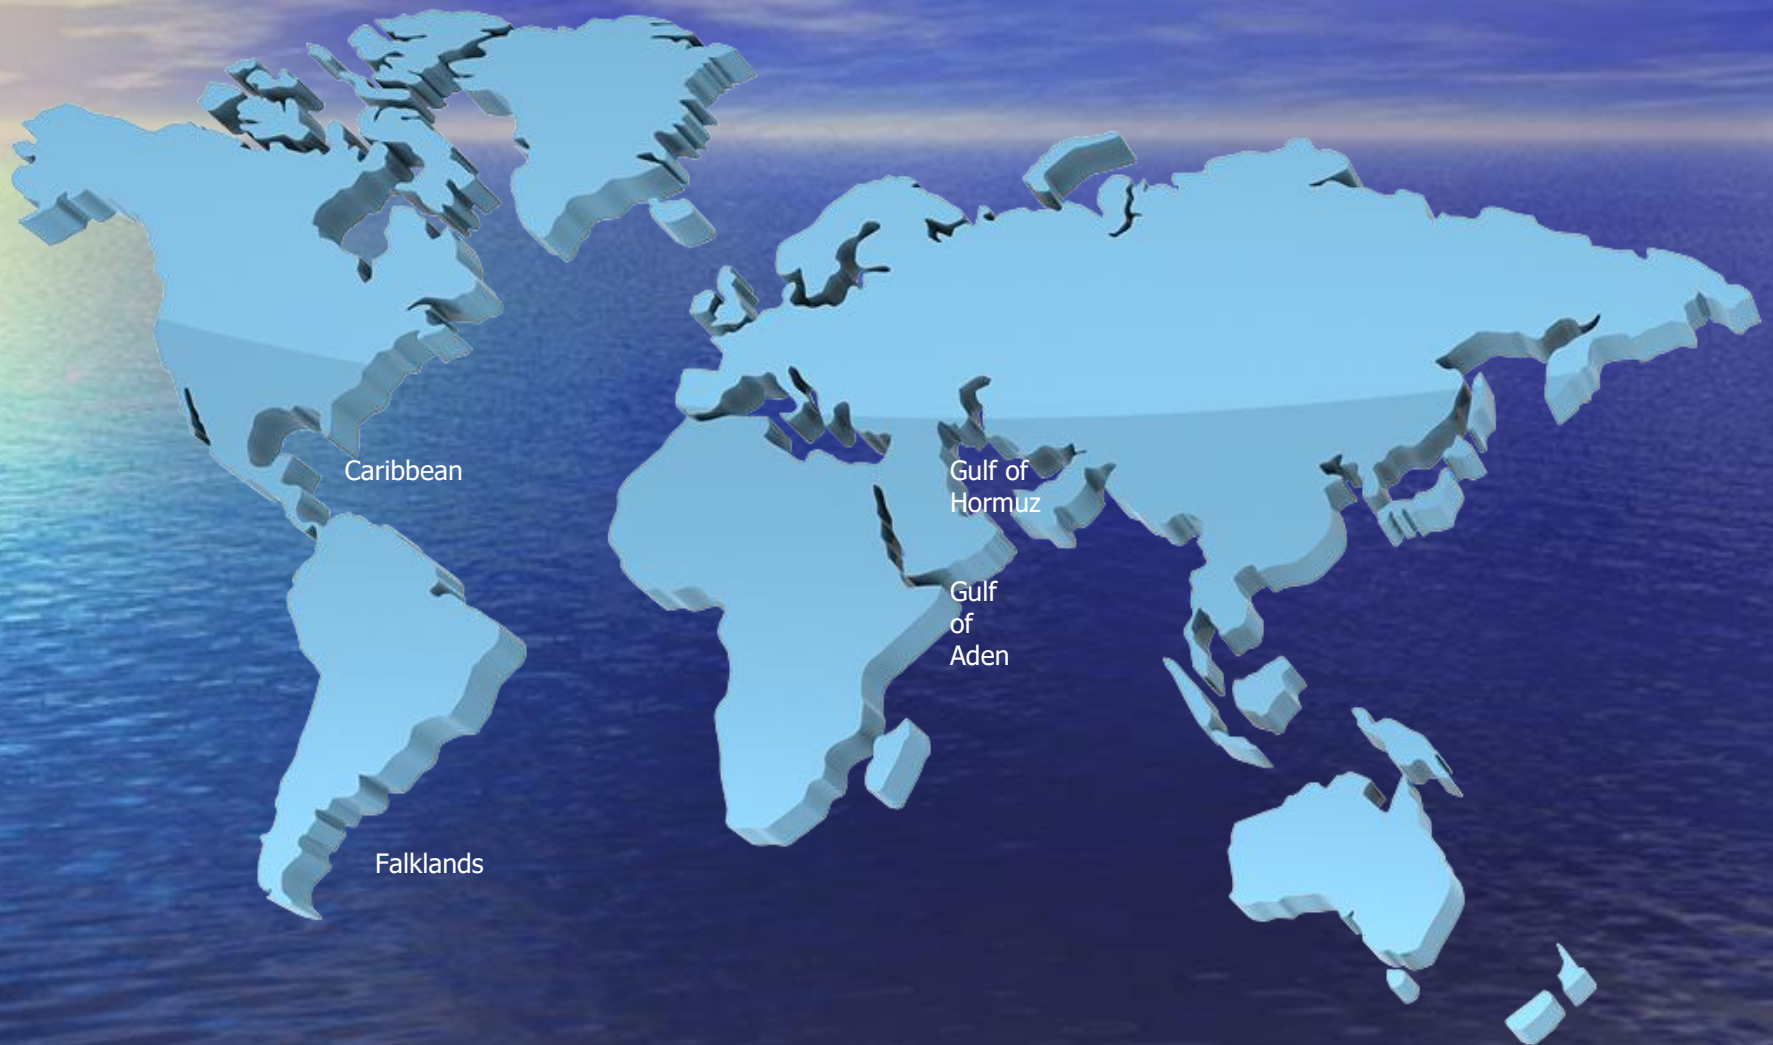 Caribbean
Gulf of
Hormuz
Gulf
of
Aden
Falklands